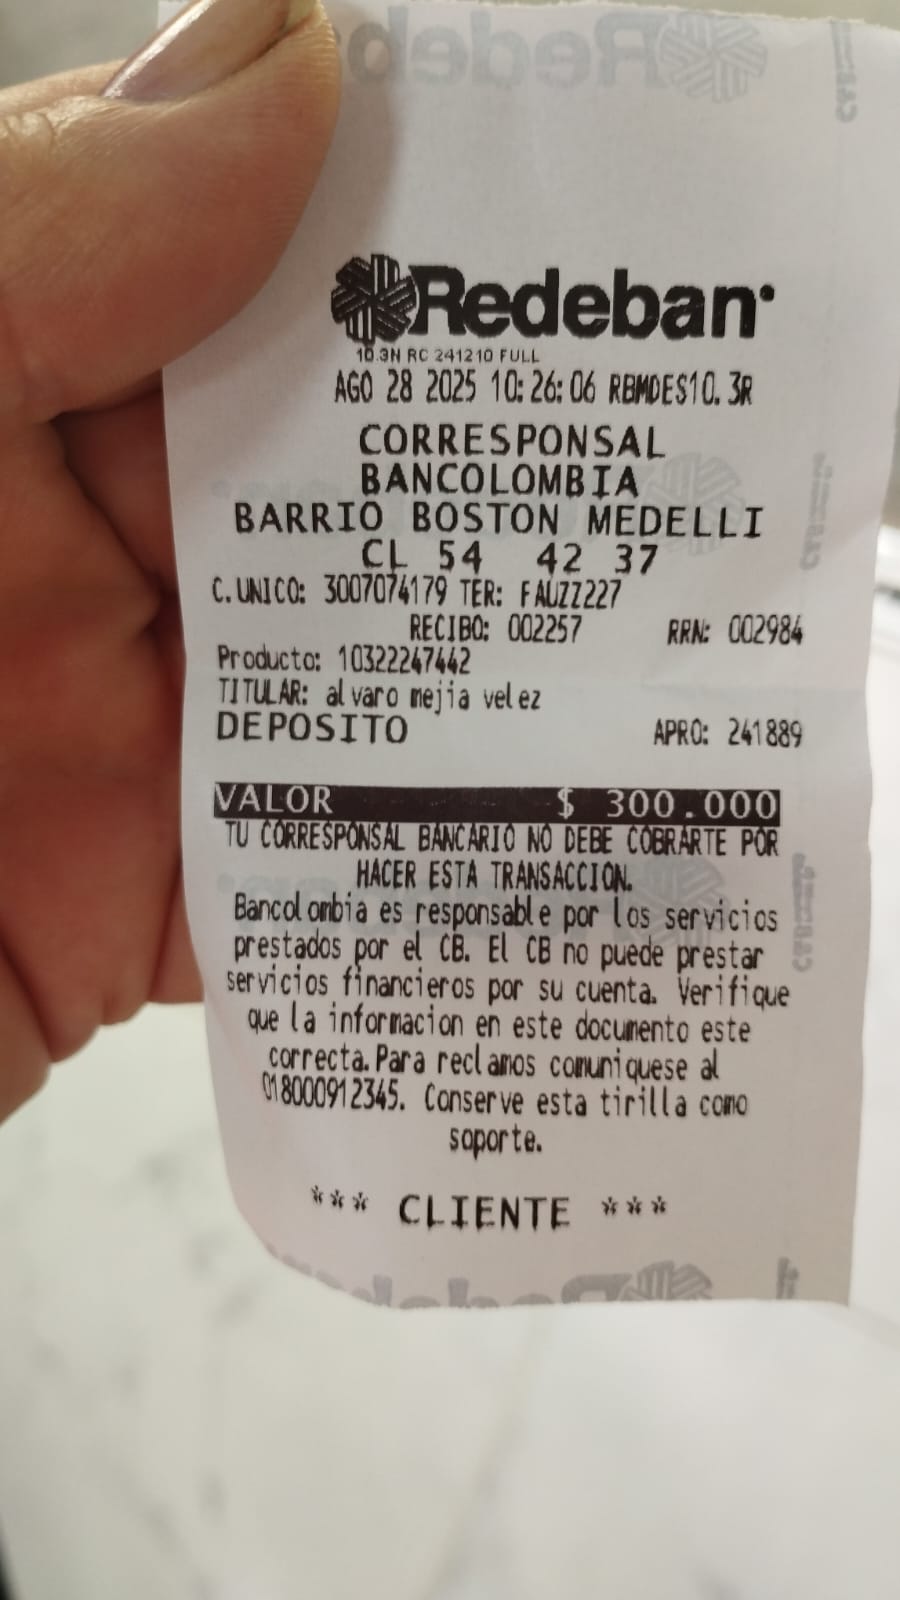 Redeban
10.3N RC 241210 FULL
AGO 28 2025 10:26:06 RBMDES10.3R
CORRESPONSAL
BANCOLOMBIA
BARRIO BOSTON MEDELLI
CL 54 42 37
C.UNICO: 3007074179 TER: FAUZZ227
RECIBO: 002257 RRN: 002984
Producto: 10322247442
TITULAR: alvaro mejia velez
DEPOSITO APRO: 241889
VALOR $ 300.000
TU CORRESPONSAL BANCARIO NO DEBE COBRARTE POR
HACER ESTA TRANSACCION.
Bancolombia es responsable por los servicios
prestados por el CB. El CB no puede prestar
servicios financieros por su cuenta. Verifique
que la informacion en este documento este
correcta.Para reclamos comuniquese al
018000912345. Conserve esta tirilla como
soporte.
*** CLIENTE ***